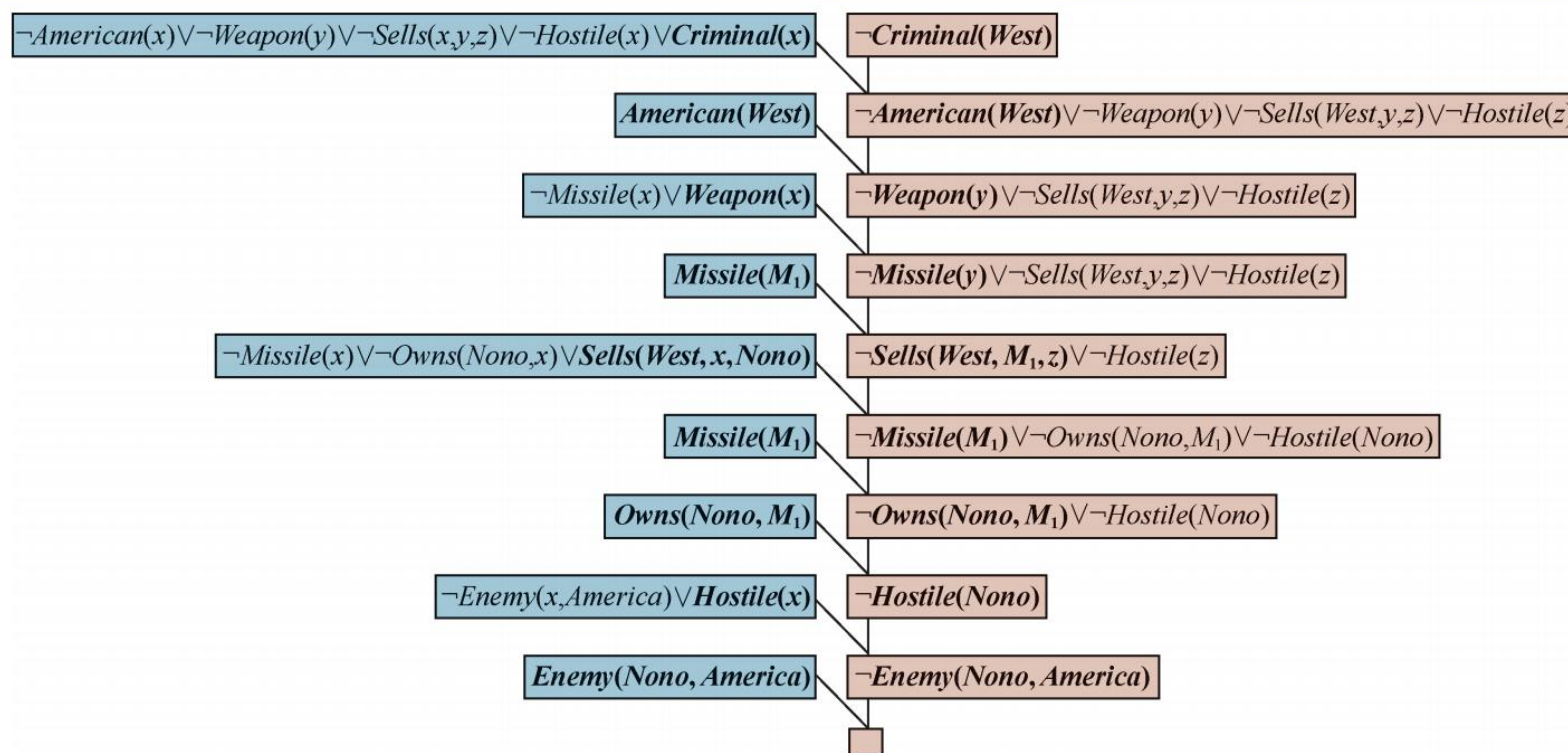 ¬American(x)∨¬Weapon(y)∨¬Sells(x,y,z)∨¬Hostile(x)∨Criminal(x) ¬Criminal(West)
American(West) ¬American(West)∨¬Weapon(y)∨¬Sells(West,y,z)∨¬Hostile(z)
¬Missile(x)∨Weapon(x) ¬Weapon(y)∨¬Sells(West,y,z)∨¬Hostile(z)
Missile(M₁) ¬Missile(y)∨¬Sells(West,y,z)∨¬Hostile(z)
¬Missile(x)∨¬Owns(Nono,x)∨Sells(West,x,Nono) ¬Sells(West,M₁,z)∨¬Hostile(z)
Missile(M₁) ¬Missile(M₁)∨¬Owns(Nono,M₁)∨¬Hostile(Nono)
Owns(Nono,M₁) ¬Owns(Nono,M₁)∨¬Hostile(Nono)
¬Enemy(x,America)∨Hostile(x) ¬Hostile(Nono)
Enemy(Nono,America) ¬Enemy(Nono,America)